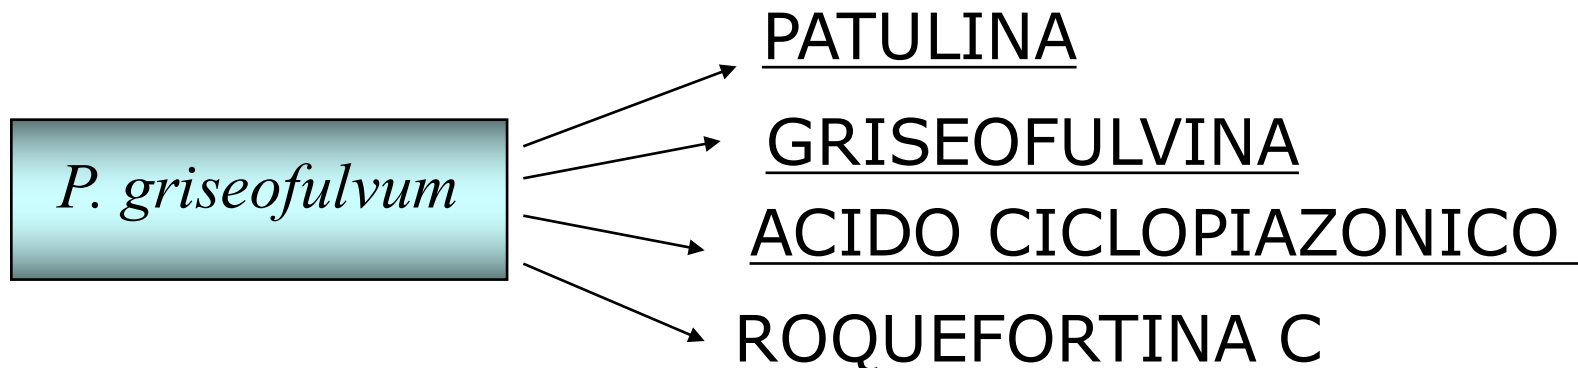 PATULINA
GRISEOFULVINA
P. griseofulvum
ACIDO CICLOPIAZONICO
ROQUEFORTINA C